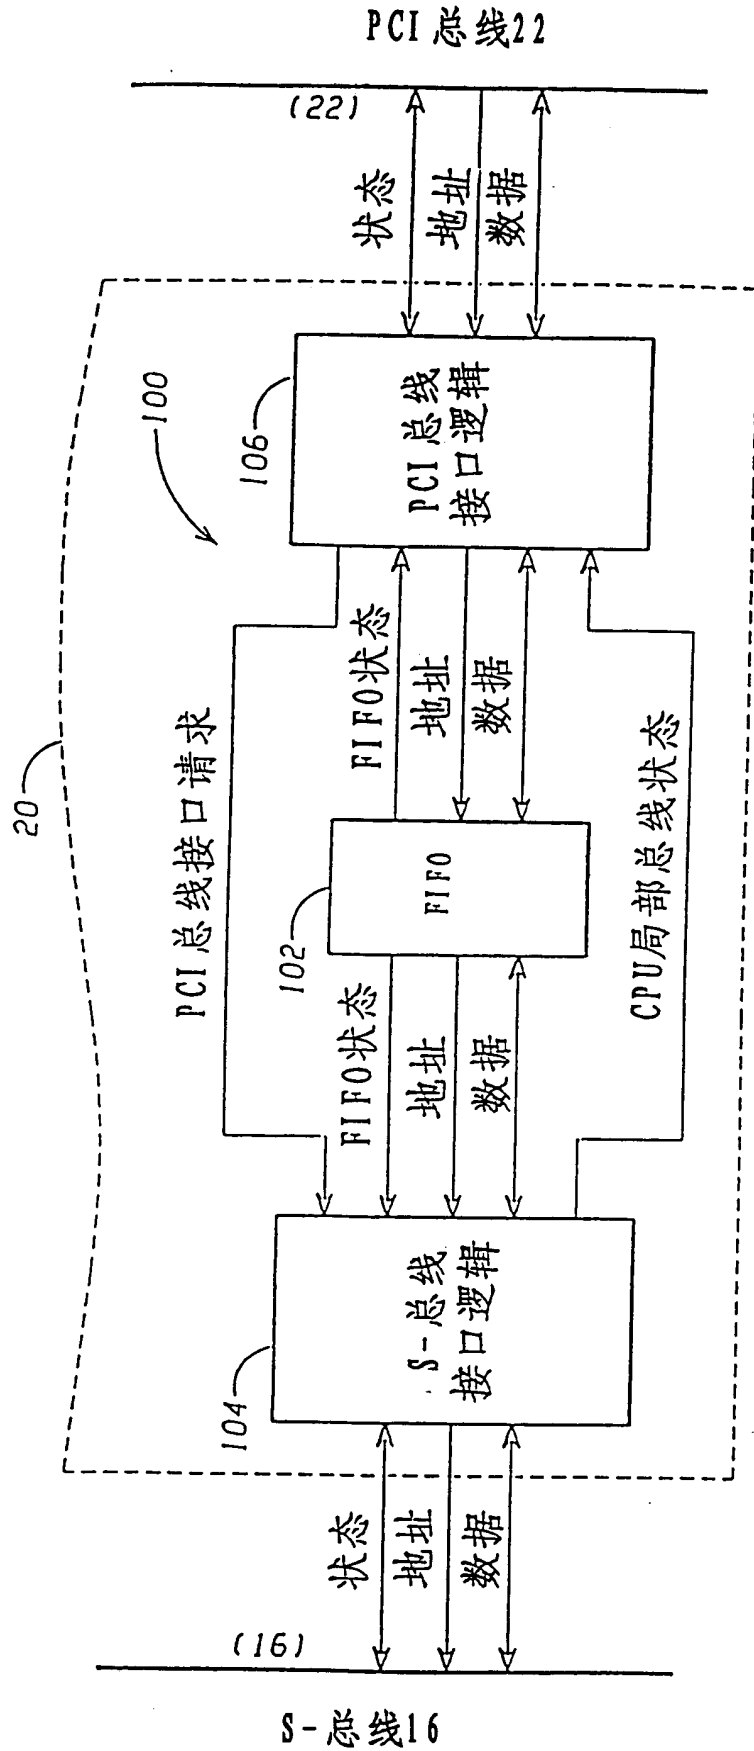 PCI 总线22
(22)
状态
地址
数据
100
106
PCI 总线
接口逻辑
20
PCI 总线接口请求
FIFO状态
地址
数据
102
FIFO
CPU局部总线状态
FIFO状态
地址
数据
104
S-总线
接口逻辑
状态
地址
数据
(16)
S-总线16